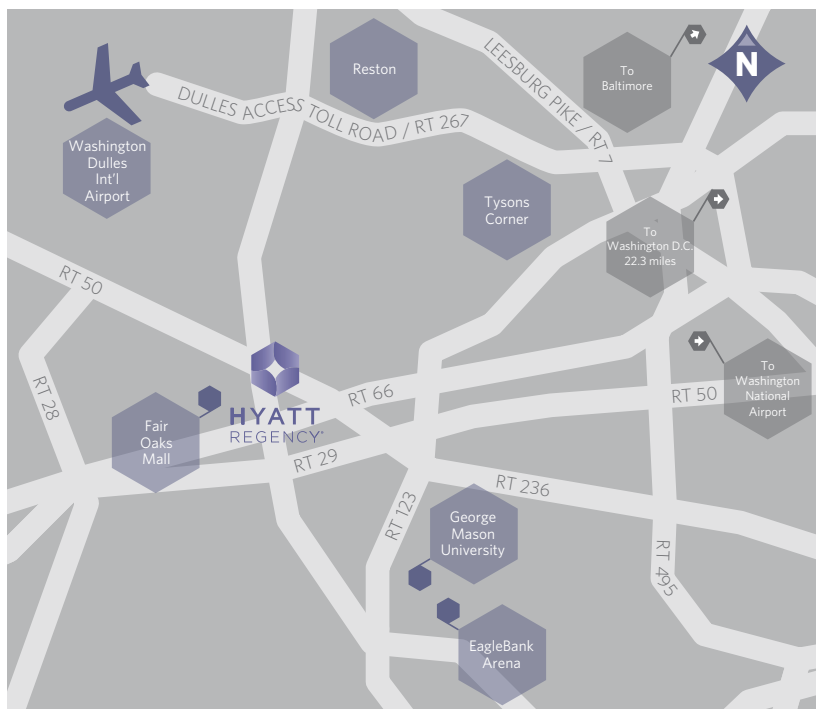 Reston
To
Baltimore
N
LEESBURG PIKE / RT 7
DULLES ACCESS TOLL ROAD / RT 267
Washington
Dulles
Int'l
Airport
Tysons
Corner
To
Washington D.C.
22.3 miles
RT 50
To
Washington
National
Airport
RT 28
RT 66
RT 50
HYATT
REGENCY®
Fair
Oaks
Mall
RT 29
RT 236
RT 123
George
Mason
University
RT 495
EagleBank
Arena